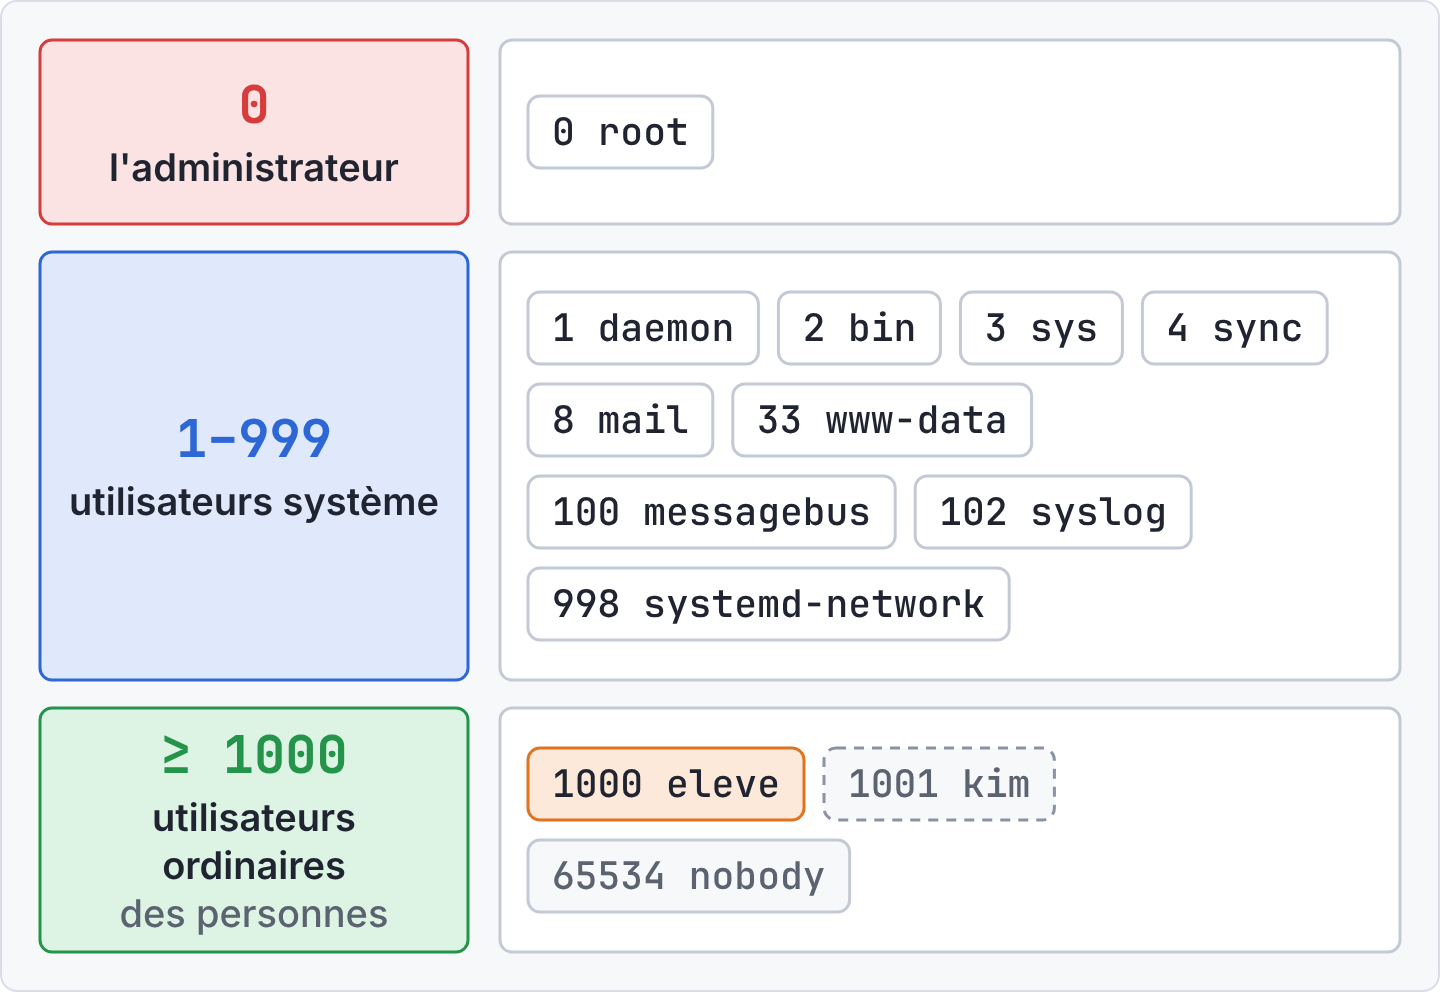 0
l'administrateur
0 root
1–999
utilisateurs système
1 daemon
2 bin
3 sys
4 sync
8 mail
33 www-data
100 messagebus
102 syslog
998 systemd-network
≥ 1000
utilisateurs
ordinaires
des personnes
1000 eleve
1001 kim
65534 nobody